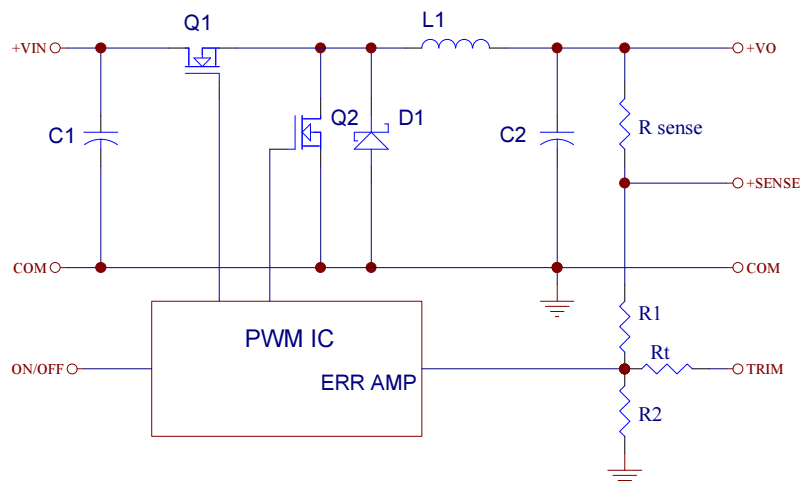 Q1
L1
+VIN
+VO
C1
Q2
D1
C2
R sense
+SENSE
COM
COM
R1
PWM IC
Rt
ON/OFF
ERR AMP
TRIM
R2